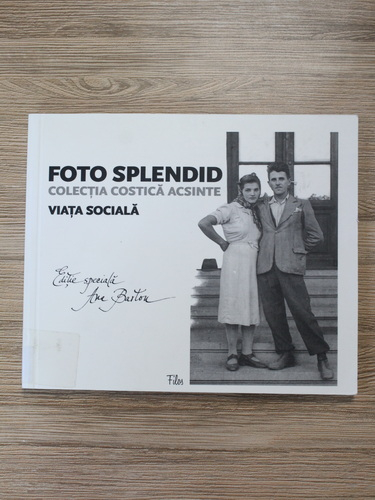 FOTO SPLENDID
COLECȚIA COSTICĂ ACSINTE
VIAȚA SOCIALĂ
Ediție specială
Ana Barton
Filos